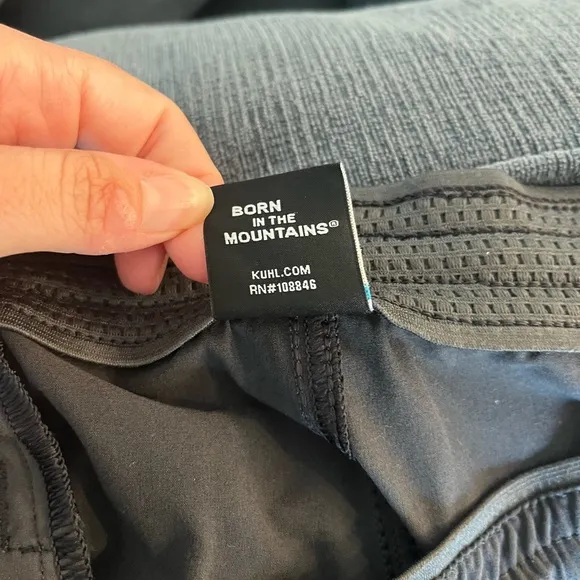 BORN
IN THE
MOUNTAINS®
KUHL.COM
RN#108846